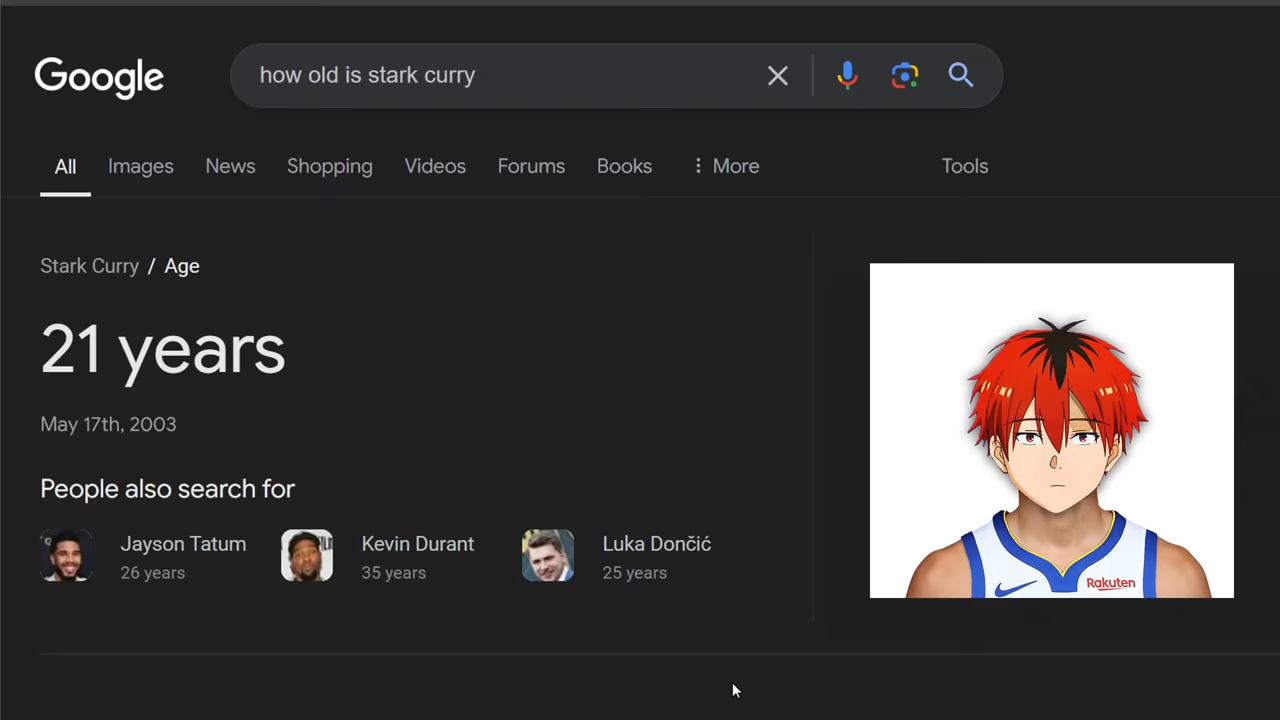 Google
how old is stark curry
All Images News Shopping Videos Forums Books More Tools
Stark Curry / Age
21 years
May 17th, 2003
People also search for
Jayson Tatum Kevin Durant Luka Dončić
26 years 35 years 25 years
Rakuten